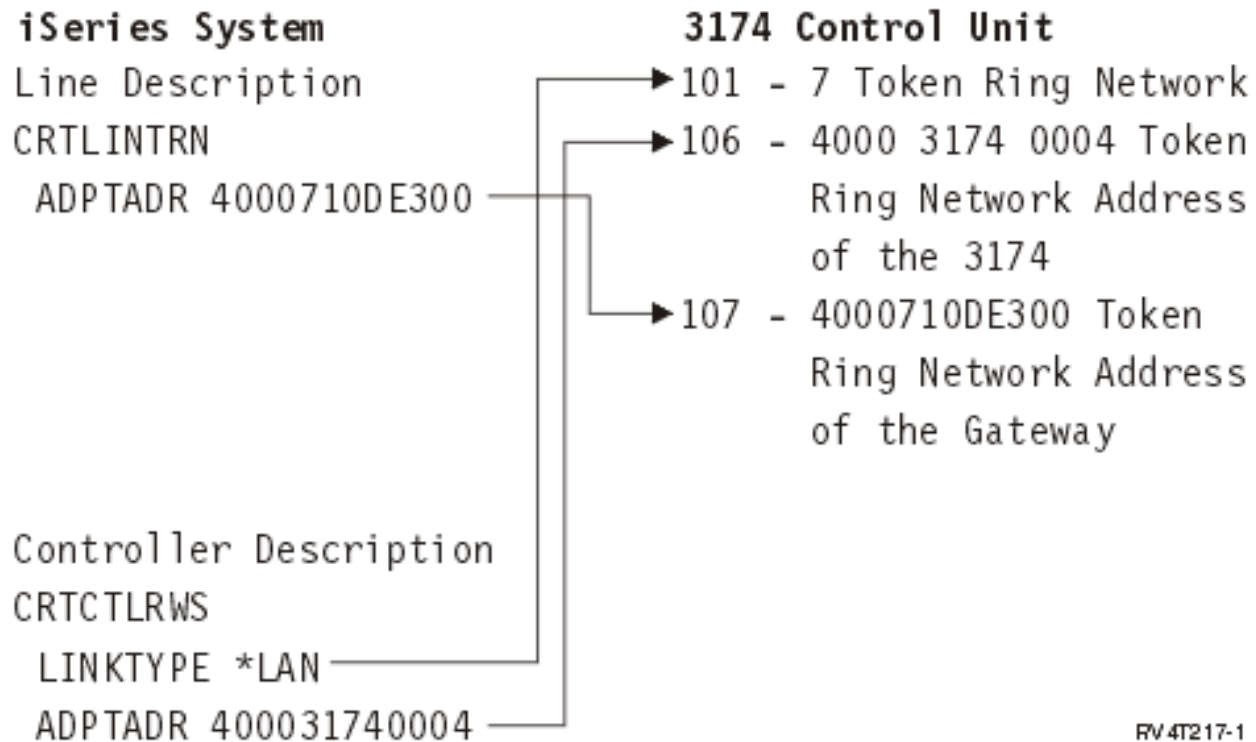 iSeries System
Line Description
CRTLINTRN
ADPTADR 4000710DE300
Controller Description
CRTCTLRWS
LINKTYPE *LAN
ADPTADR 400031740004
3174 Control Unit
101 - 7 Token Ring Network
106 - 4000 3174 0004 Token
Ring Network Address
of the 3174
107 - 4000710DE300 Token
Ring Network Address
of the Gateway
RV4T217-1